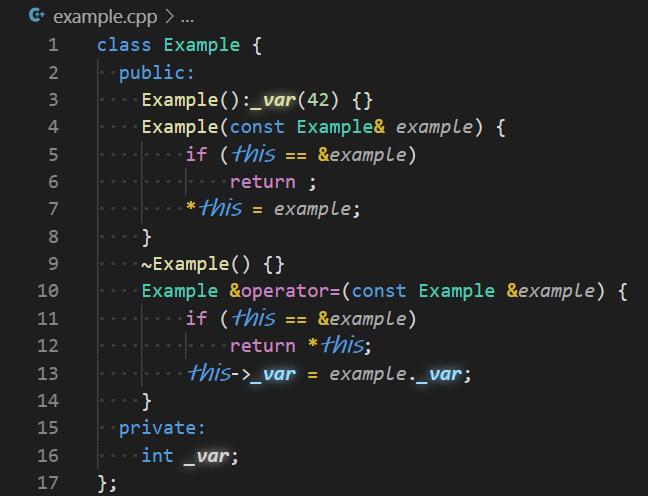 example.cpp > ...
1 class Example {
2 public:
3 Example():_var(42) {}
4 Example(const Example& example) {
5 if (this == &example)
6 return ;
7 *this = example;
8 }
9 ~Example() {}
10 Example &operator=(const Example &example) {
11 if (this == &example)
12 return *this;
13 this->_var = example._var;
14 }
15 private:
16 int _var;
17 };